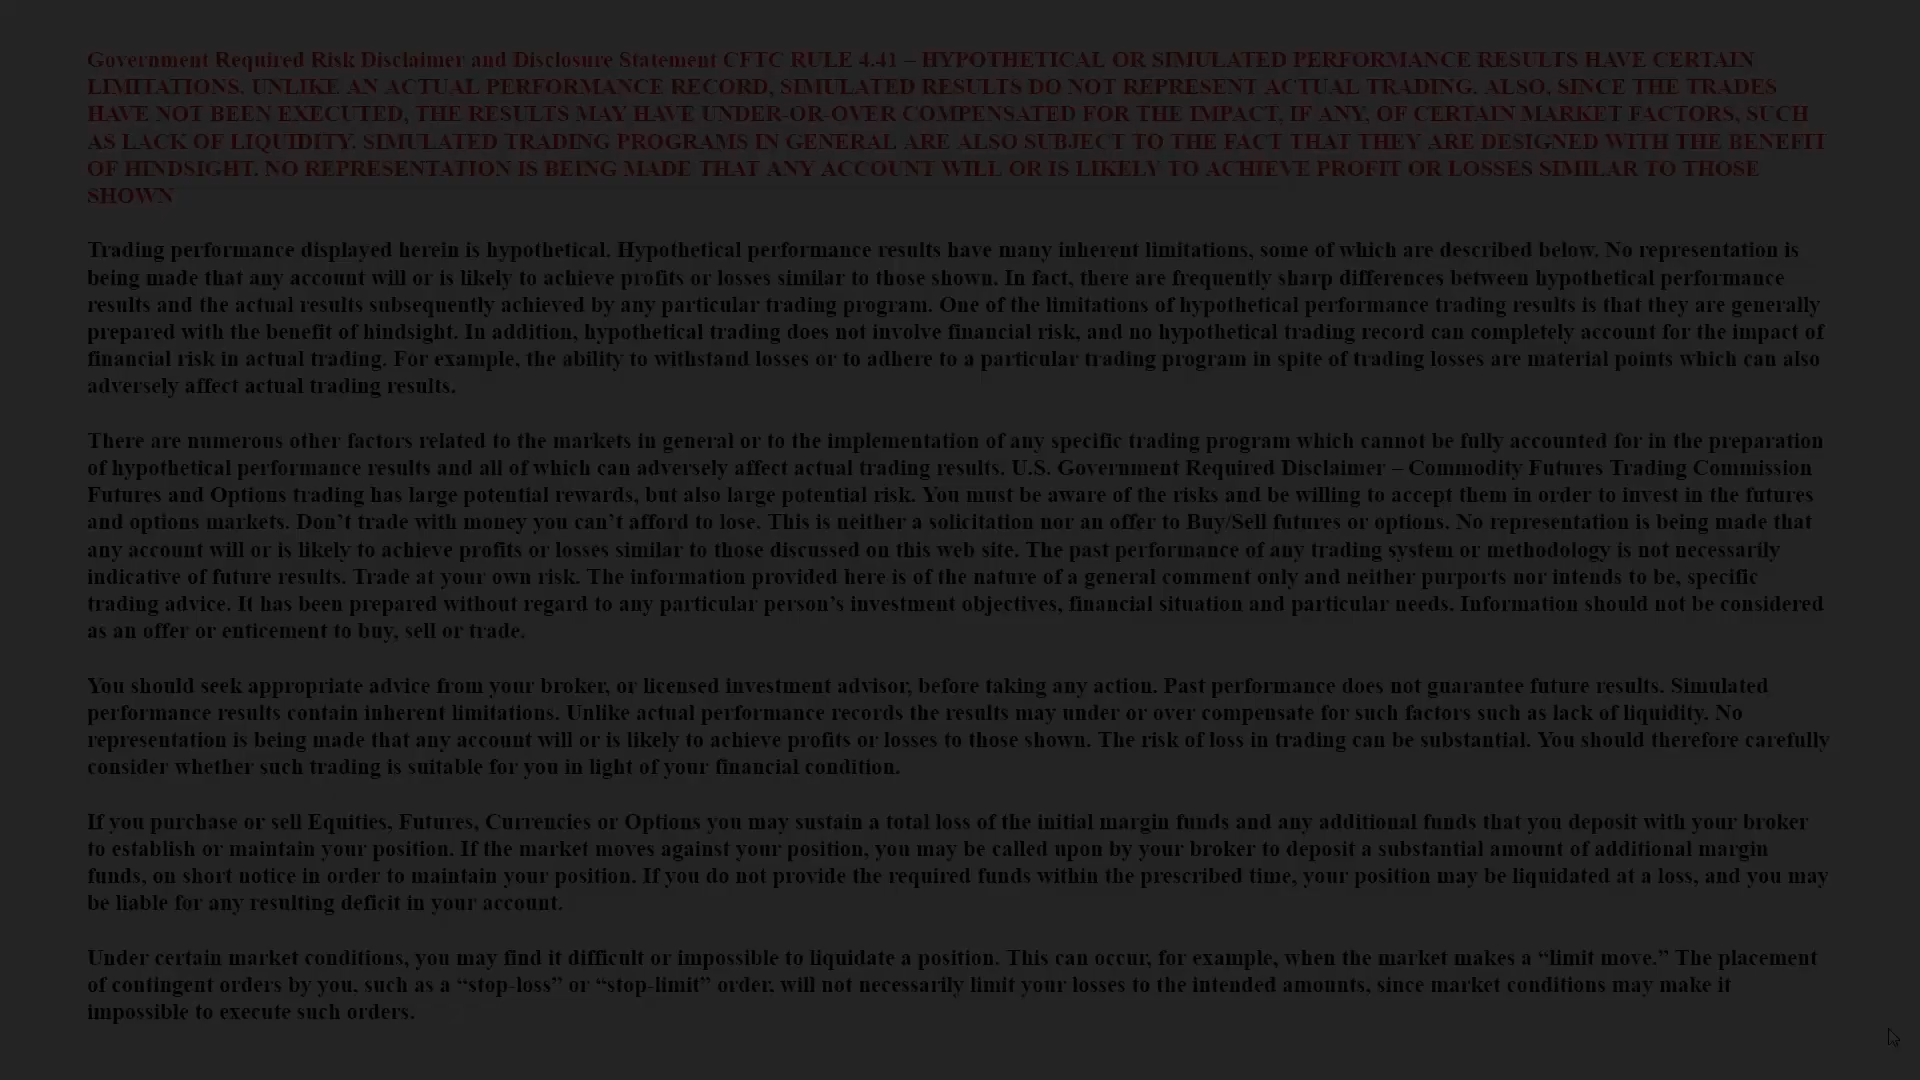 Government Required Risk Disclaimer and Disclosure Statement CFTC RULE 4.41 – HYPOTHETICAL OR SIMULATED PERFORMANCE RESULTS HAVE CERTAIN
LIMITATIONS. UNLIKE AN ACTUAL PERFORMANCE RECORD, SIMULATED RESULTS DO NOT REPRESENT ACTUAL TRADING. ALSO, SINCE THE TRADES
HAVE NOT BEEN EXECUTED, THE RESULTS MAY HAVE UNDER-OR-OVER COMPENSATED FOR THE IMPACT, IF ANY, OF CERTAIN MARKET FACTORS, SUCH
AS LACK OF LIQUIDITY. SIMULATED TRADING PROGRAMS IN GENERAL ARE ALSO SUBJECT TO THE FACT THAT THEY ARE DESIGNED WITH THE BENEFIT
OF HINDSIGHT. NO REPRESENTATION IS BEING MADE THAT ANY ACCOUNT WILL OR IS LIKELY TO ACHIEVE PROFIT OR LOSSES SIMILAR TO THOSE
SHOWN
Trading performance displayed herein is hypothetical. Hypothetical performance results have many inherent limitations, some of which are described below. No representation is
being made that any account will or is likely to achieve profits or losses similar to those shown. In fact, there are frequently sharp differences between hypothetical performance
results and the actual results subsequently achieved by any particular trading program. One of the limitations of hypothetical performance trading results is that they are generally
prepared with the benefit of hindsight. In addition, hypothetical trading does not involve financial risk, and no hypothetical trading record can completely account for the impact of
financial risk in actual trading. For example, the ability to withstand losses or to adhere to a particular trading program in spite of trading losses are material points which can also
adversely affect actual trading results.
There are numerous other factors related to the markets in general or to the implementation of any specific trading program which cannot be fully accounted for in the preparation
of hypothetical performance results and all of which can adversely affect actual trading results. U.S. Government Required Disclaimer – Commodity Futures Trading Commission
Futures and Options trading has large potential rewards, but also large potential risk. You must be aware of the risks and be willing to accept them in order to invest in the futures
and options markets. Don’t trade with money you can’t afford to lose. This is neither a solicitation nor an offer to Buy/Sell futures or options. No representation is being made that
any account will or is likely to achieve profits or losses similar to those discussed on this web site. The past performance of any trading system or methodology is not necessarily
indicative of future results. Trade at your own risk. The information provided here is of the nature of a general comment only and neither purports nor intends to be, specific
trading advice. It has been prepared without regard to any particular person’s investment objectives, financial situation and particular needs. Information should not be considered
as an offer or enticement to buy, sell or trade.
You should seek appropriate advice from your broker, or licensed investment advisor, before taking any action. Past performance does not guarantee future results. Simulated
performance results contain inherent limitations. Unlike actual performance records the results may under or over compensate for such factors such as lack of liquidity. No
representation is being made that any account will or is likely to achieve profits or losses to those shown. The risk of loss in trading can be substantial. You should therefore carefully
consider whether such trading is suitable for you in light of your financial condition.
If you purchase or sell Equities, Futures, Currencies or Options you may sustain a total loss of the initial margin funds and any additional funds that you deposit with your broker
to establish or maintain your position. If the market moves against your position, you may be called upon by your broker to deposit a substantial amount of additional margin
funds, on short notice in order to maintain your position. If you do not provide the required funds within the prescribed time, your position may be liquidated at a loss, and you may
be liable for any resulting deficit in your account.
Under certain market conditions, you may find it difficult or impossible to liquidate a position. This can occur, for example, when the market makes a “limit move.” The placement
of contingent orders by you, such as a “stop-loss” or “stop-limit” order, will not necessarily limit your losses to the intended amounts, since market conditions may make it
impossible to execute such orders.